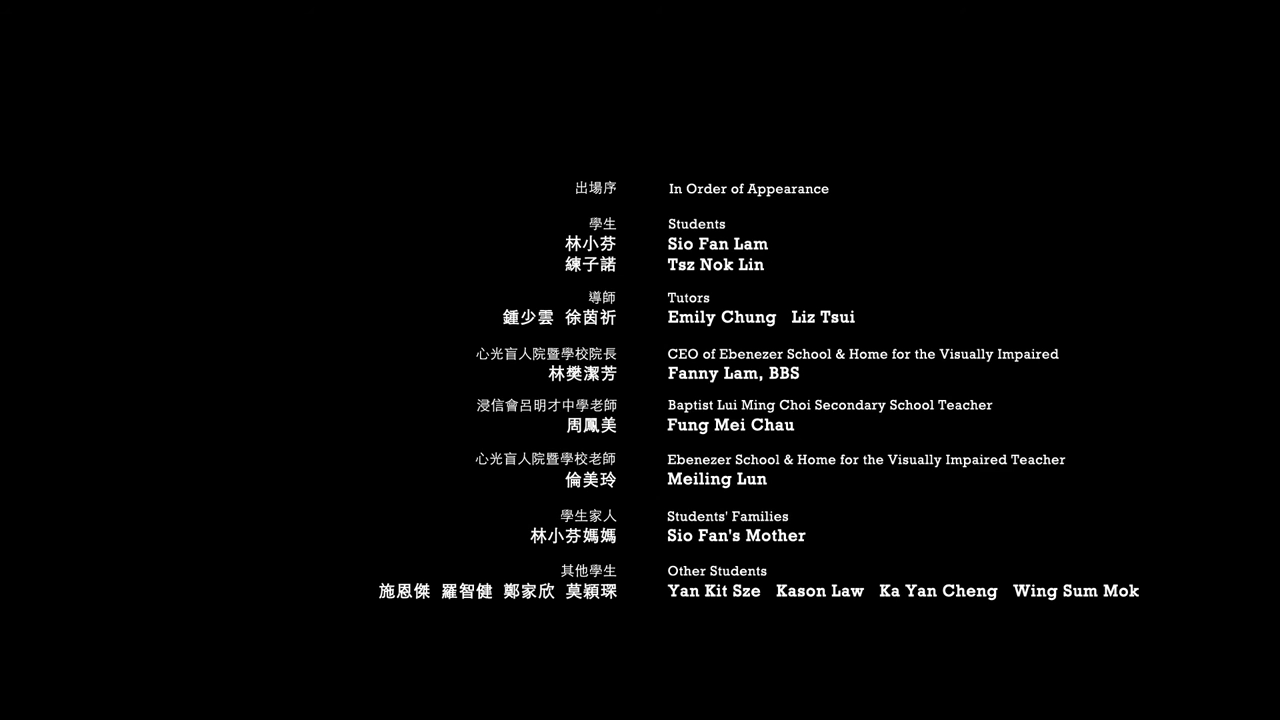 出場序 In Order of Appearance
學生 Students
林小芬 Sio Fan Lam
練子諾 Tsz Nok Lin
導師 Tutors
鍾少雲 徐茵祈 Emily Chung Liz Tsui
心光盲人院暨學校院長 CEO of Ebenezer School & Home for the Visually Impaired
林樊潔芳 Fanny Lam, BBS
浸信會呂明才中學老師 Baptist Lui Ming Choi Secondary School Teacher
周鳳美 Fung Mei Chau
心光盲人院暨學校老師 Ebenezer School & Home for the Visually Impaired Teacher
倫美玲 Meiling Lun
學生家人 Students' Families
林小芬媽媽 Sio Fan's Mother
其他學生 Other Students
施恩傑 羅智健 鄭家欣 莫穎琛 Yan Kit Sze Kason Law Ka Yan Cheng Wing Sum Mok